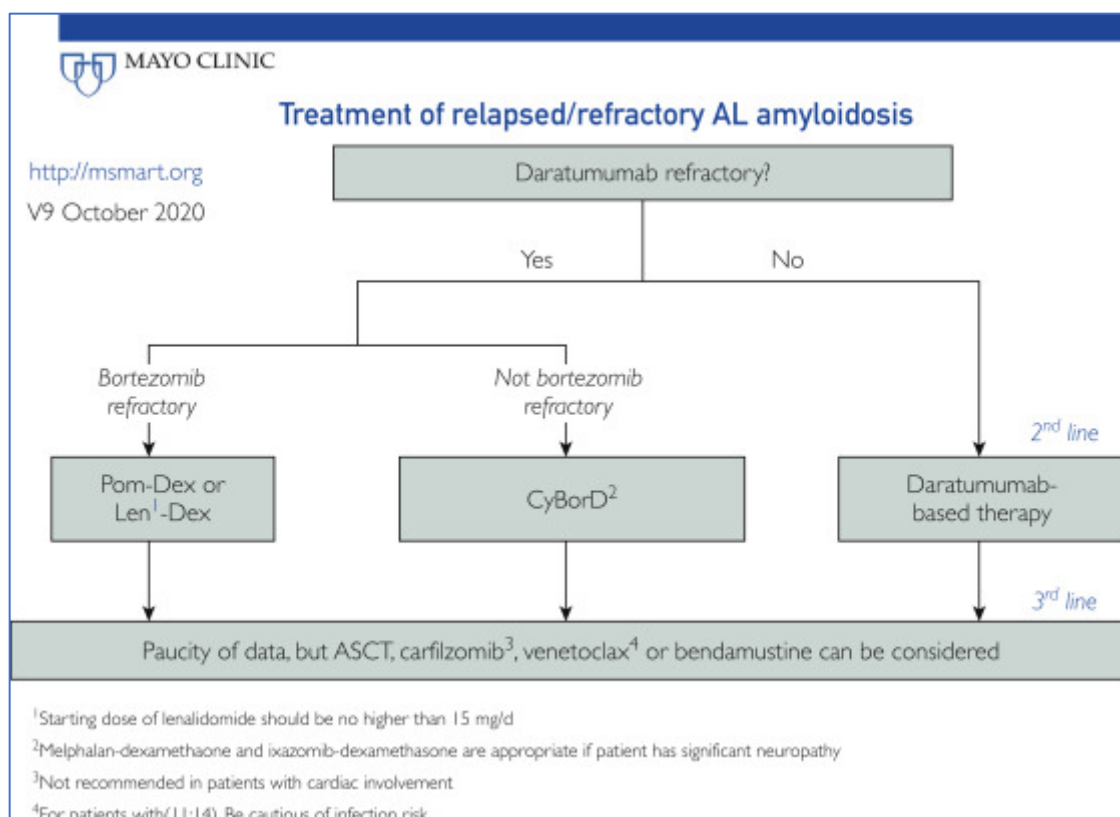 MAYO CLINIC
Treatment of relapsed/refractory AL amyloidosis
http://msmart.org
V9 October 2020
Daratumumab refractory?
Yes
No
Bortezomib
refractory
Not bortezomib
refractory
2nd line
Pom-Dex or
Len1-Dex
CyBorD2
Daratumumab-
based therapy
3rd line
Paucity of data, but ASCT, carfilzomib3, venetoclax4 or bendamustine can be considered
1Starting dose of lenalidomide should be no higher than 15 mg/d
2Melphalan-dexamethaone and ixazomib-dexamethasone are appropriate if patient has significant neuropathy
3Not recommended in patients with cardiac involvement
4For patients with(11;14). Be cautious of infection risk